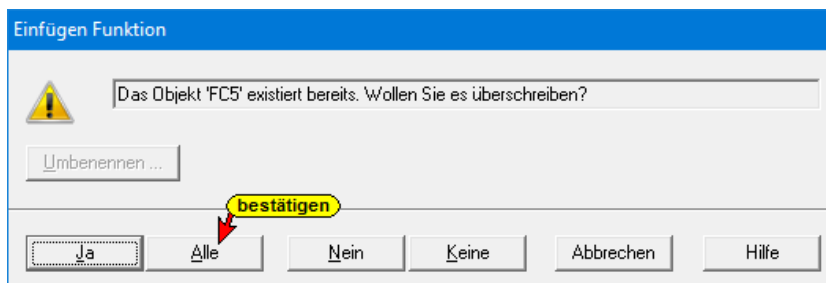 Einfügen Funktion
Das Objekt 'FC5' existiert bereits. Wollen Sie es überschreiben?
Umbenennen ...
bestätigen
Ja Alle Nein Keine Abbrechen Hilfe